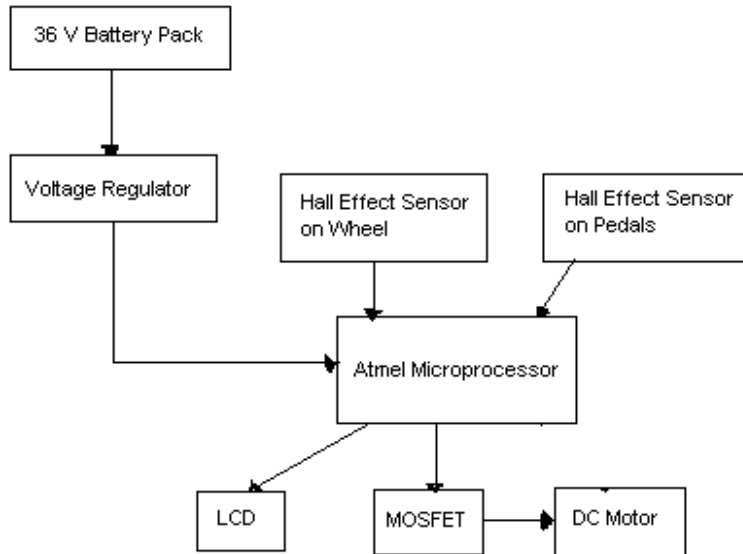 36 V Battery Pack
Voltage Regulator
Hall Effect Sensor
on Wheel
Hall Effect Sensor
on Pedals
Atmel Microprocessor
LCD
MOSFET
DC Motor